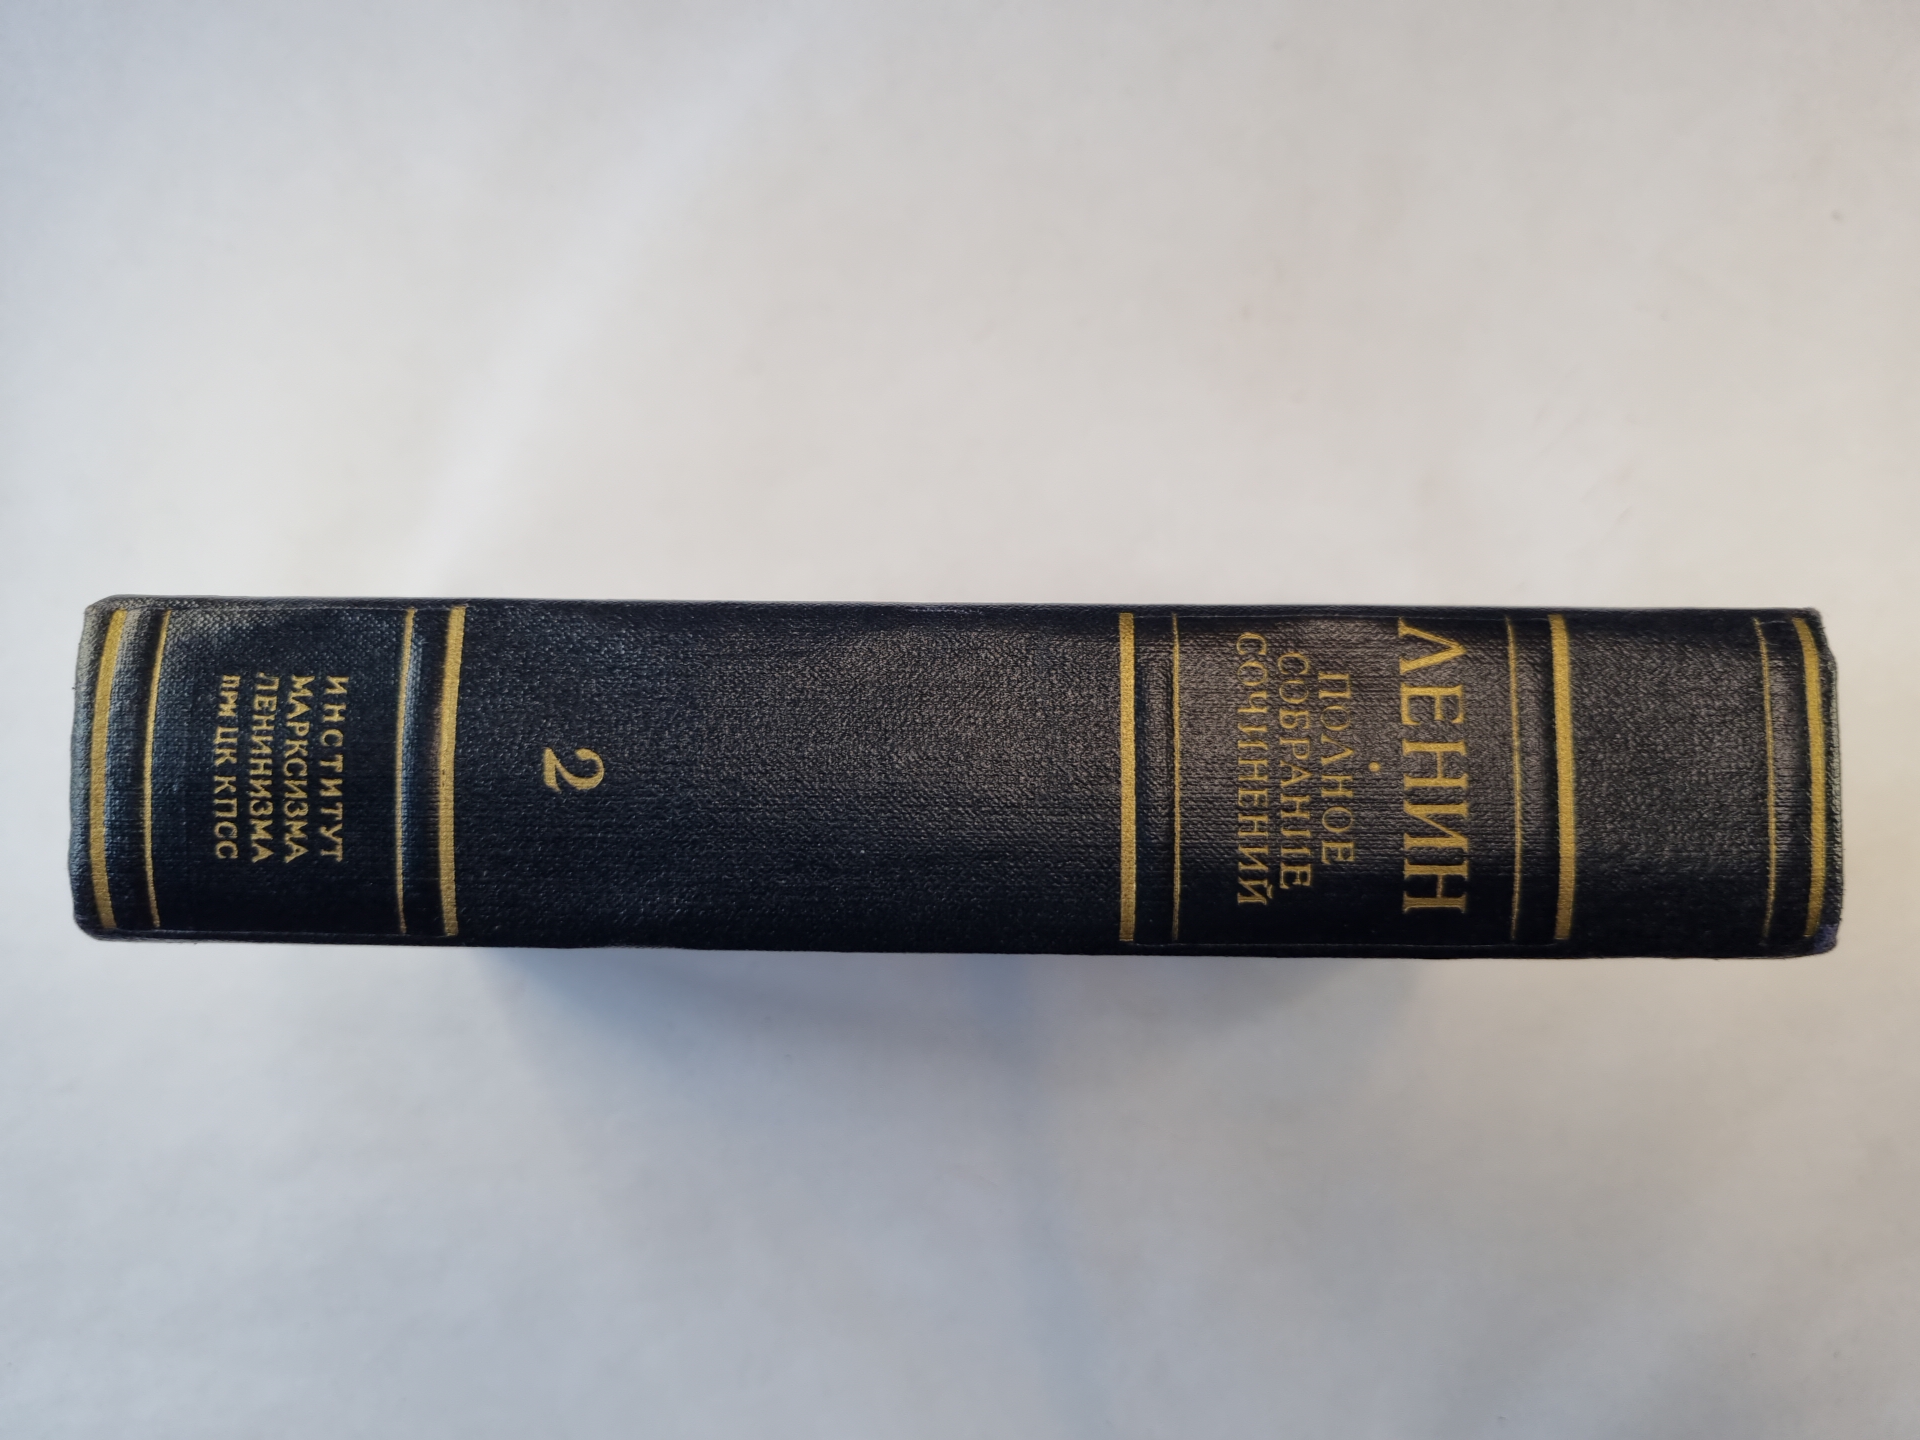 ЛЕНИН
ПОЛНОЕ
СОБРАНИЕ
СОЧИНЕНИЙ
2
ИНСТИТУТ
МАРКСИЗМА
ЛЕНИНИЗМА
ПРИ ЦК КПСС